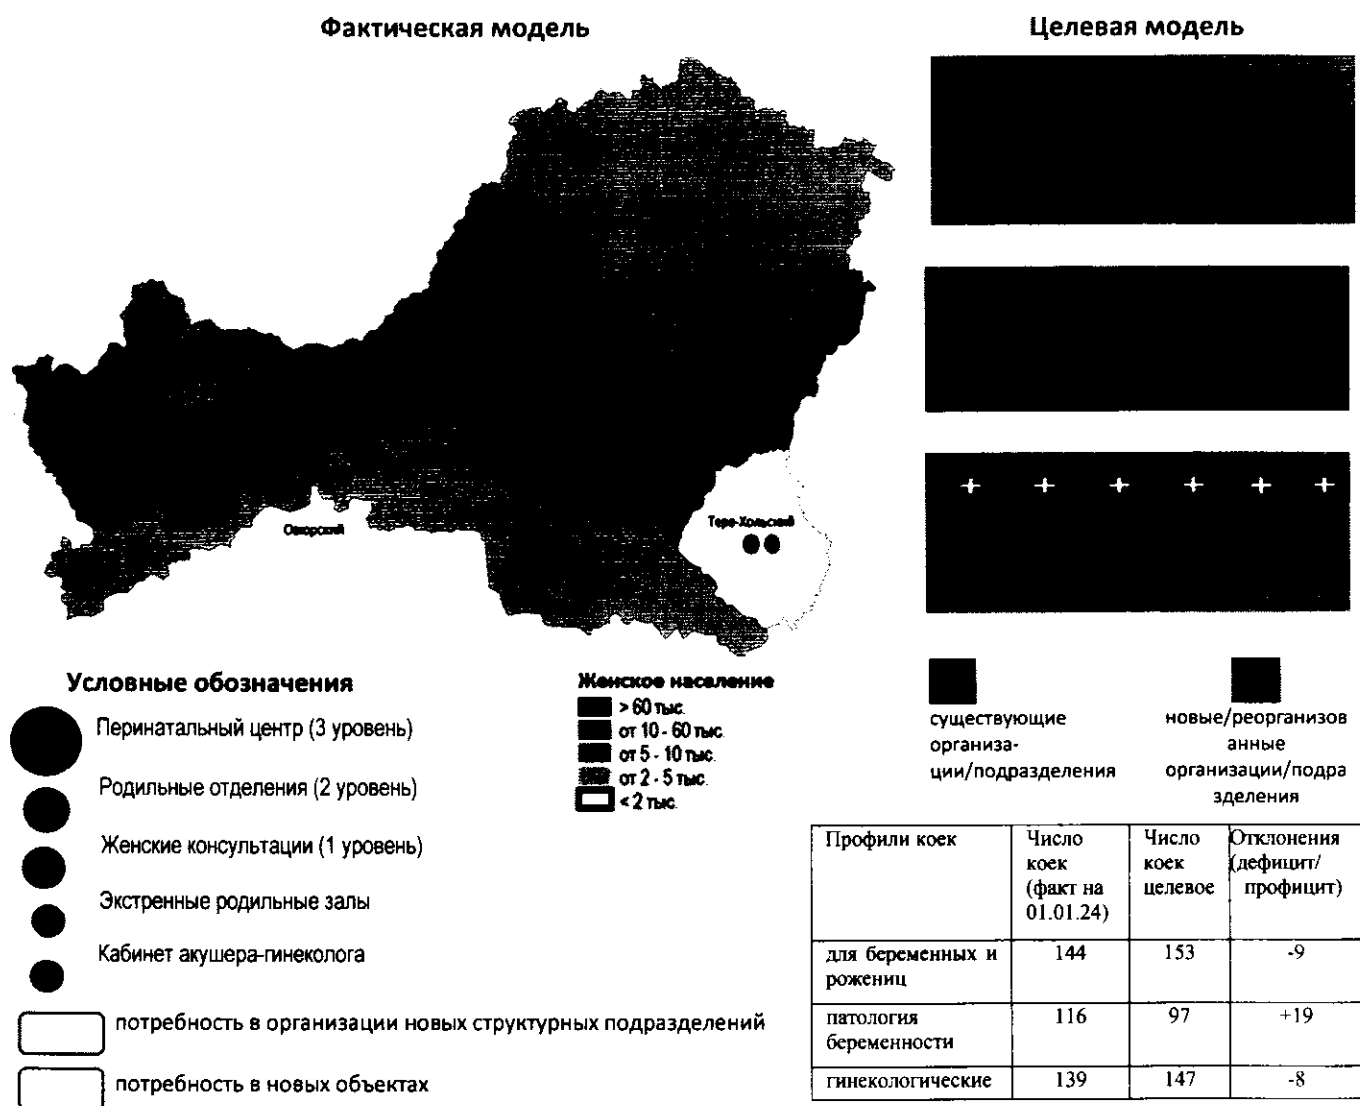 Фактическая модель
Целевая модель
Овюрский
Тере-Хольский
Условные обозначения
Перинатальный центр (3 уровень)
Родильные отделения (2 уровень)
Женские консультации (1 уровень)
Экстренные родильные залы
Кабинет акушера-гинеколога
потребность в организации новых структурных подразделений
потребность в новых объектах
Женское население
> 60 тыс.
от 10 - 60 тыс.
от 5 - 10 тыс.
от 2 - 5 тыс.
< 2 тыс.
существующие
организа-
ции/подразделения
новые/реорганизов
анные
организации/подра
зделения
Профили коек
Число
коек
(факт на
01.01.24)
Число
коек
целевое
Отклонения
(дефицит/
профицит)
для беременных и
рожениц
144
153
-9
патология
беременности
116
97
+19
гинекологические
139
147
-8